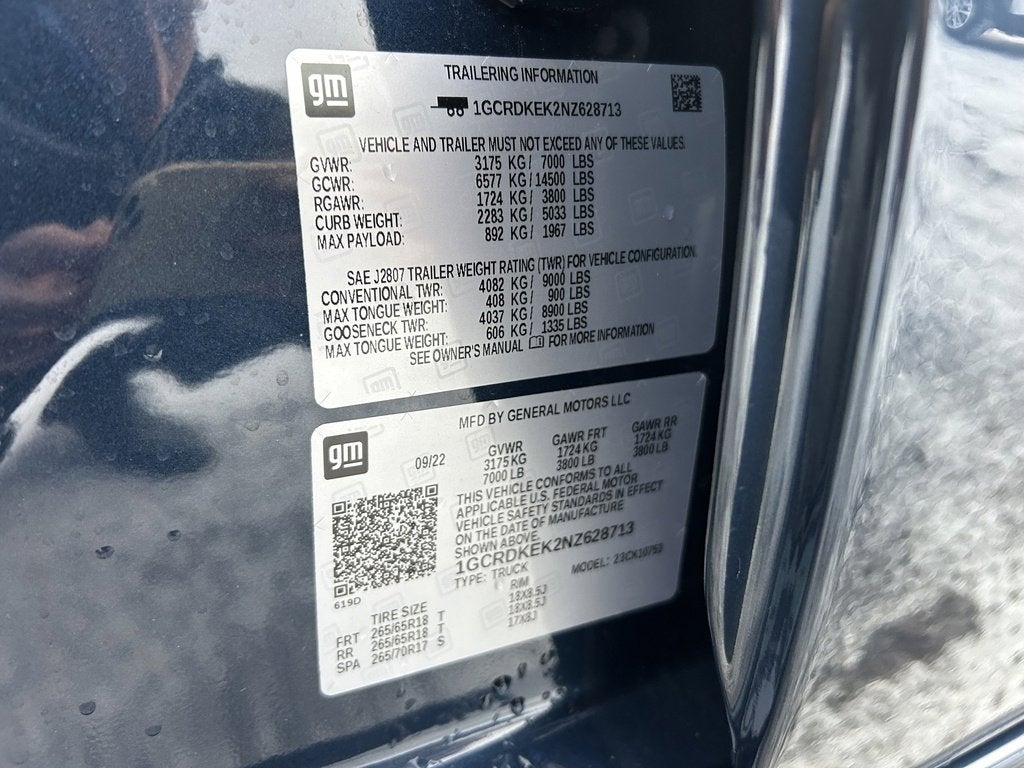 gm
TRAILERING INFORMATION
1GCRDKEK2NZ628713
VEHICLE AND TRAILER MUST NOT EXCEED ANY OF THESE VALUES.
GVWR: 3175 KG/ 7000 LBS
GCWR: 6577 KG/ 14500 LBS
RGAWR: 1724 KG/ 3800 LBS
CURB WEIGHT: 2283 KG/ 5033 LBS
MAX PAYLOAD: 892 KG/ 1967 LBS
SAE J2807 TRAILER WEIGHT RATING (TWR) FOR VEHICLE CONFIGURATION.
CONVENTIONAL TWR: 4082 KG/ 9000 LBS
MAX TONGUE WEIGHT: 408 KG/ 900 LBS
GOOSENECK TWR: 4037 KG/ 8900 LBS
MAX TONGUE WEIGHT: 606 KG/ 1335 LBS
SEE OWNER'S MANUAL FOR MORE INFORMATION
gm
MFD BY GENERAL MOTORS LLC
09/22
GVWR GAWR FRT GAWR RR
3175 KG 1724 KG 1724 KG
7000 LB 3800 LB 3800 LB
THIS VEHICLE CONFORMS TO ALL
APPLICABLE U.S. FEDERAL MOTOR
VEHICLE SAFETY STANDARDS IN EFFECT
ON THE DATE OF MANUFACTURE
SHOWN ABOVE.
1GCRDKEK2NZ628713
TYPE: TRUCK MODEL: 23CK10753
619D
TIRE SIZE RIM
FRT 265/65R18 T 18X8.5J
RR 265/65R18 T 18X8.5J
SPA 265/70R17 S 17X8J